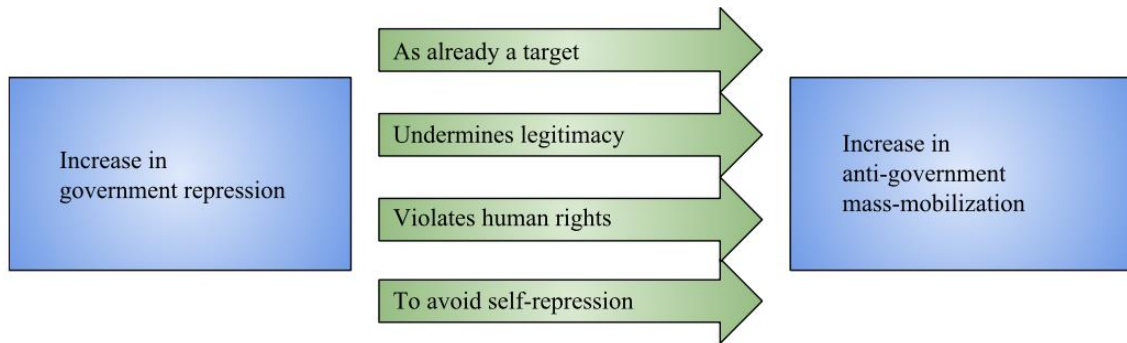 Increase in
government repression
As already a target
Undermines legitimacy
Violates human rights
To avoid self-repression
Increase in
anti-government
mass-mobilization